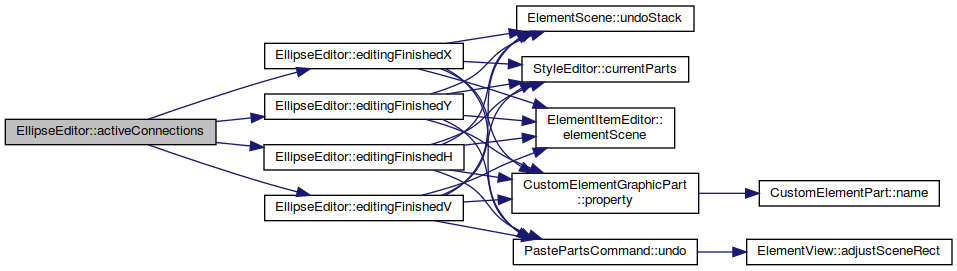 EllipseEditor::activeConnections
EllipseEditor::editingFinishedX
EllipseEditor::editingFinishedY
EllipseEditor::editingFinishedH
EllipseEditor::editingFinishedV
ElementScene::undoStack
StyleEditor::currentParts
ElementItemEditor::
elementScene
CustomElementGraphicPart
::property
PastePartsCommand::undo
CustomElementPart::name
ElementView::adjustSceneRect